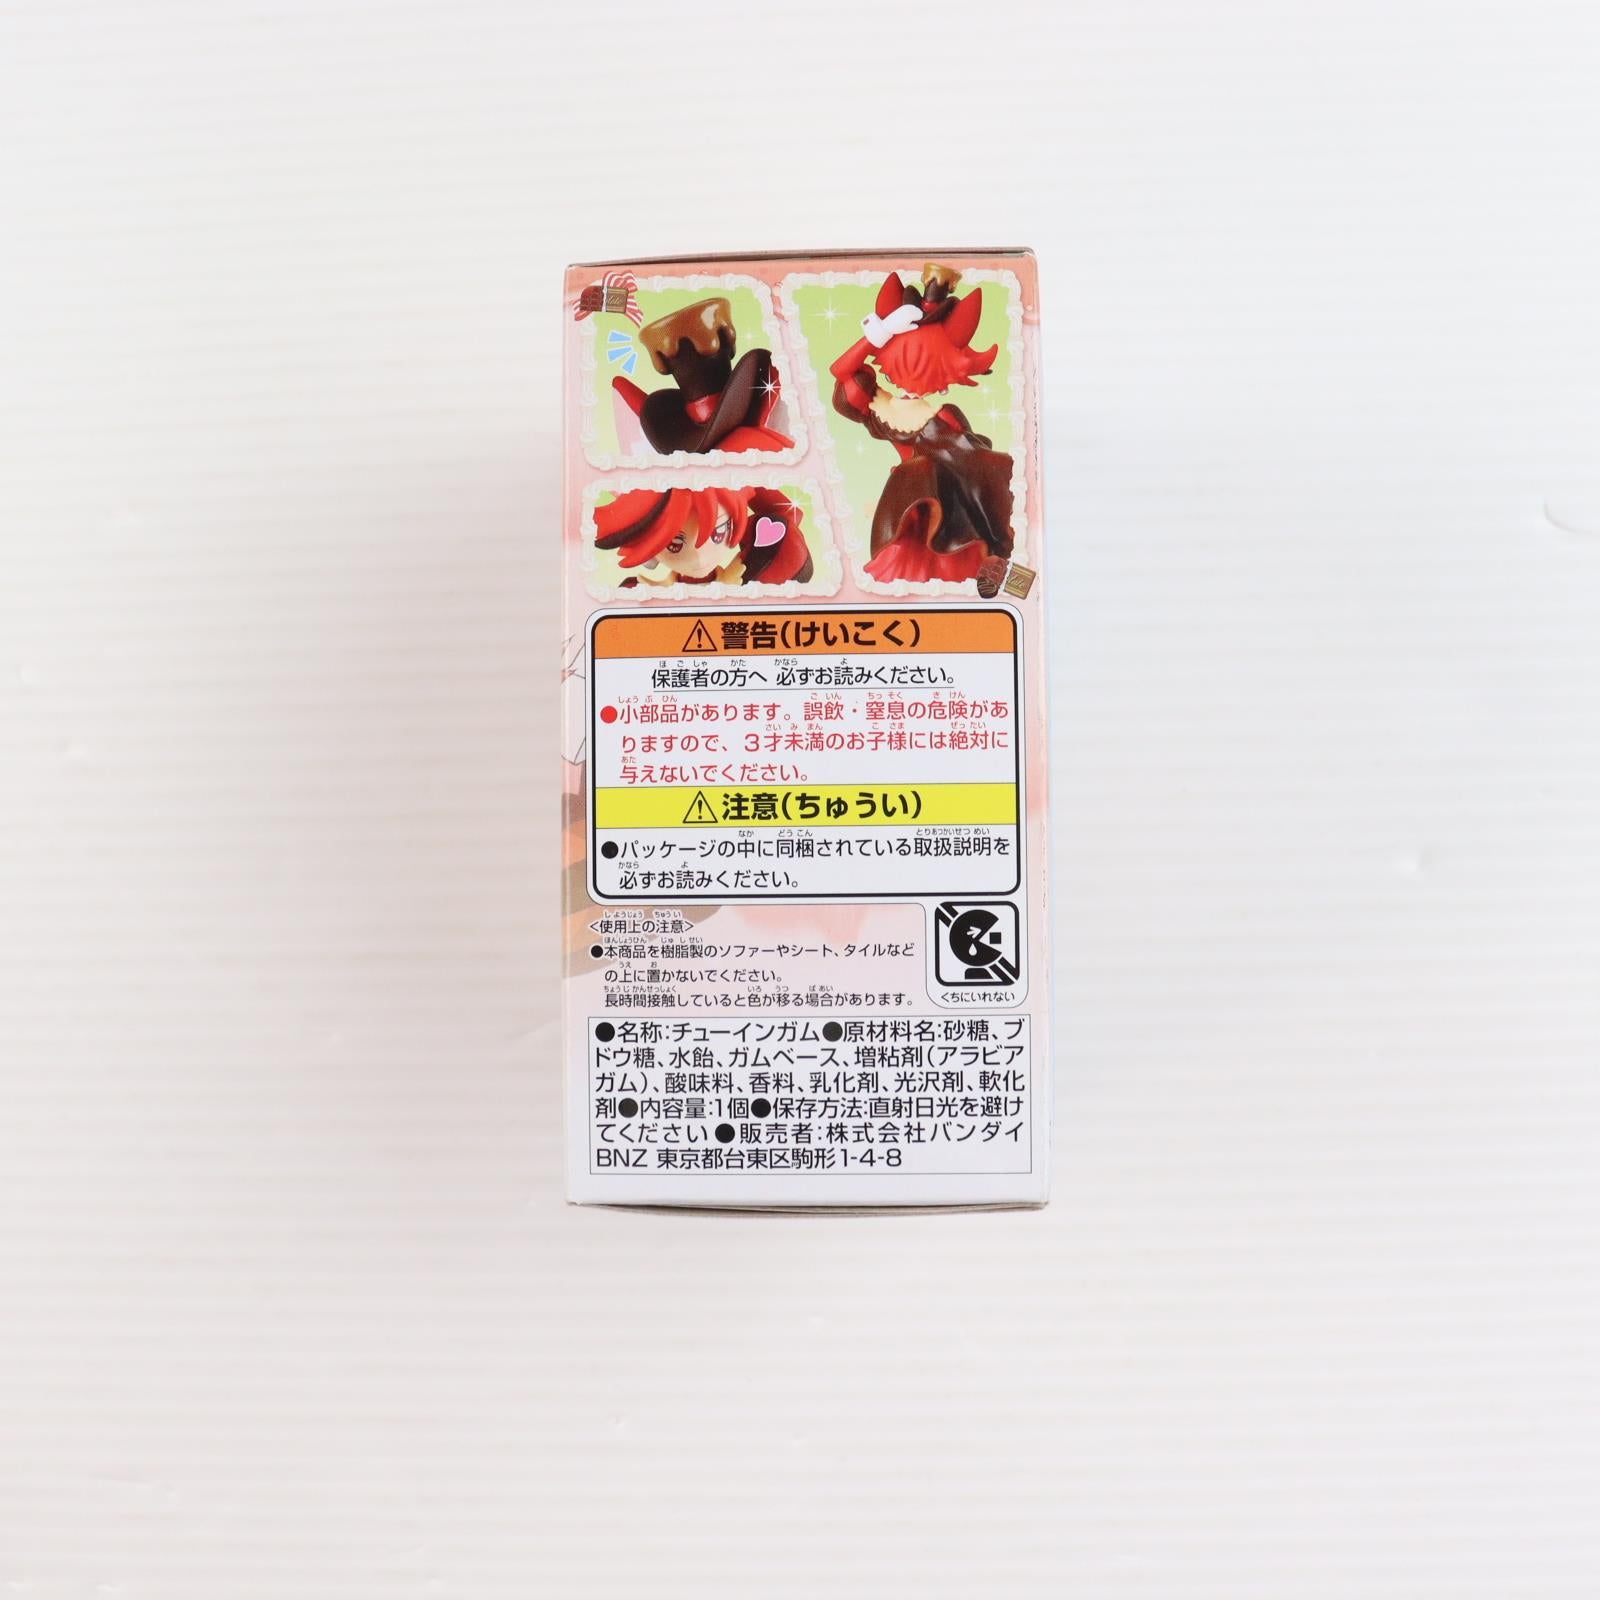 警告(けいこく)
保護者の方へ 必ずお読みください。
●小部品があります。誤飲・窒息の危険があ
りますので、3才未満のお子様には絶対に
与えないでください。
注意(ちゅうい)
●パッケージの中に同梱されている取扱説明を
必ずお読みください。
<使用上の注意>
●本商品を樹脂製のソファーやシート、タイルなど
の上に置かないでください。
長時間接触していると色が移る場合があります。
くちにいれない
●名称:チューインガム●原材料名:砂糖、ブ
ドウ糖、水飴、ガムベース、増粘剤(アラビア
ガム)、酸味料、香料、乳化剤、光沢剤、軟化
剤●内容量:1個●保存方法:直射日光を避け
てください●販売者:株式会社バンダイ
BNZ 東京都台東区駒形1-4-8